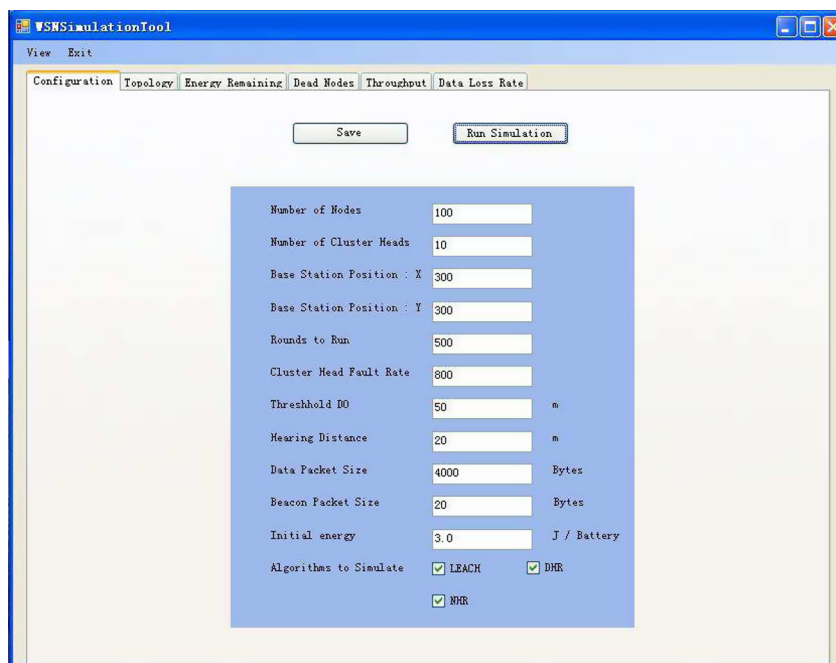 WSNSimulationTool
View Exit
Configuration Topology Energy Remaining Dead Nodes Throughput Data Loss Rate
Save Run Simulation
Number of Nodes 100
Number of Cluster Heads 10
Base Station Position : X 300
Base Station Position : Y 300
Rounds to Run 500
Cluster Head Fault Rate 800
Threshhold DO 50 m
Hearing Distance 20 m
Data Packet Size 4000 Bytes
Beacon Packet Size 20 Bytes
Initial energy 3.0 J / Battery
Algorithms to Simulate LEACH DHR
NHR